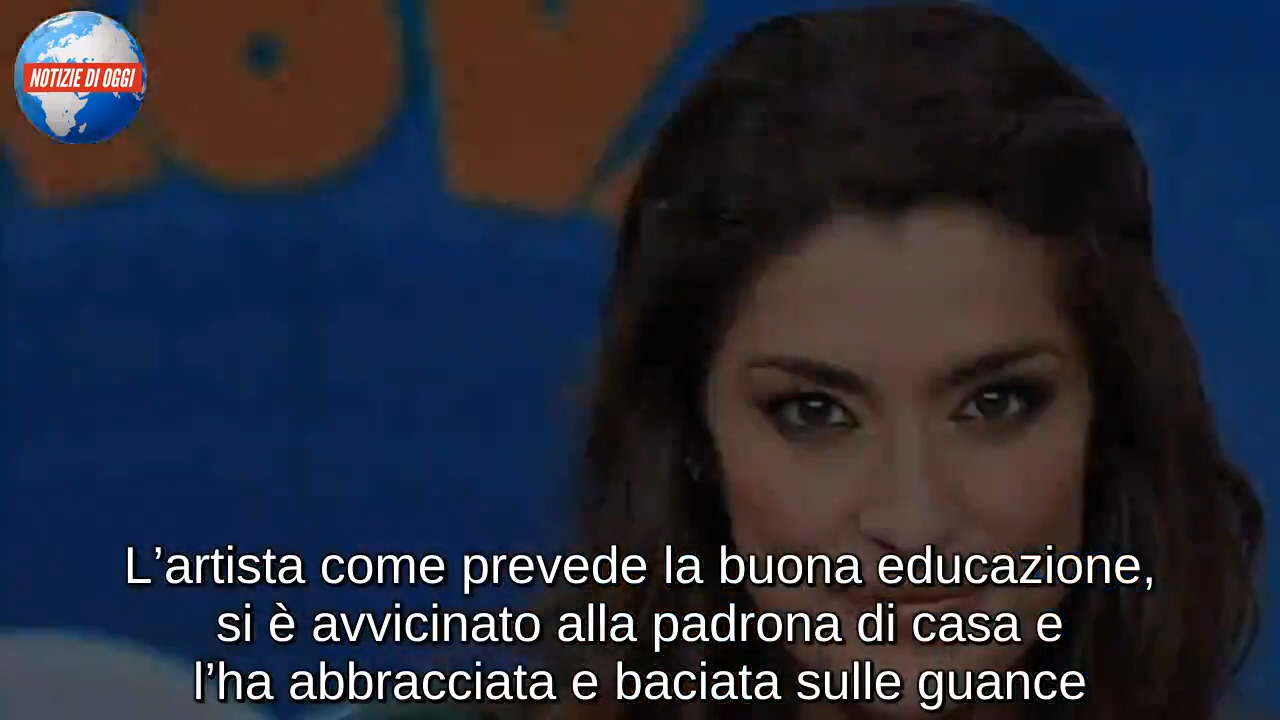 NOTIZIE DI OGGI
OV
L’artista come prevede la buona educazione,
si è avvicinato alla padrona di casa e
l’ha abbracciata e baciata sulle guance